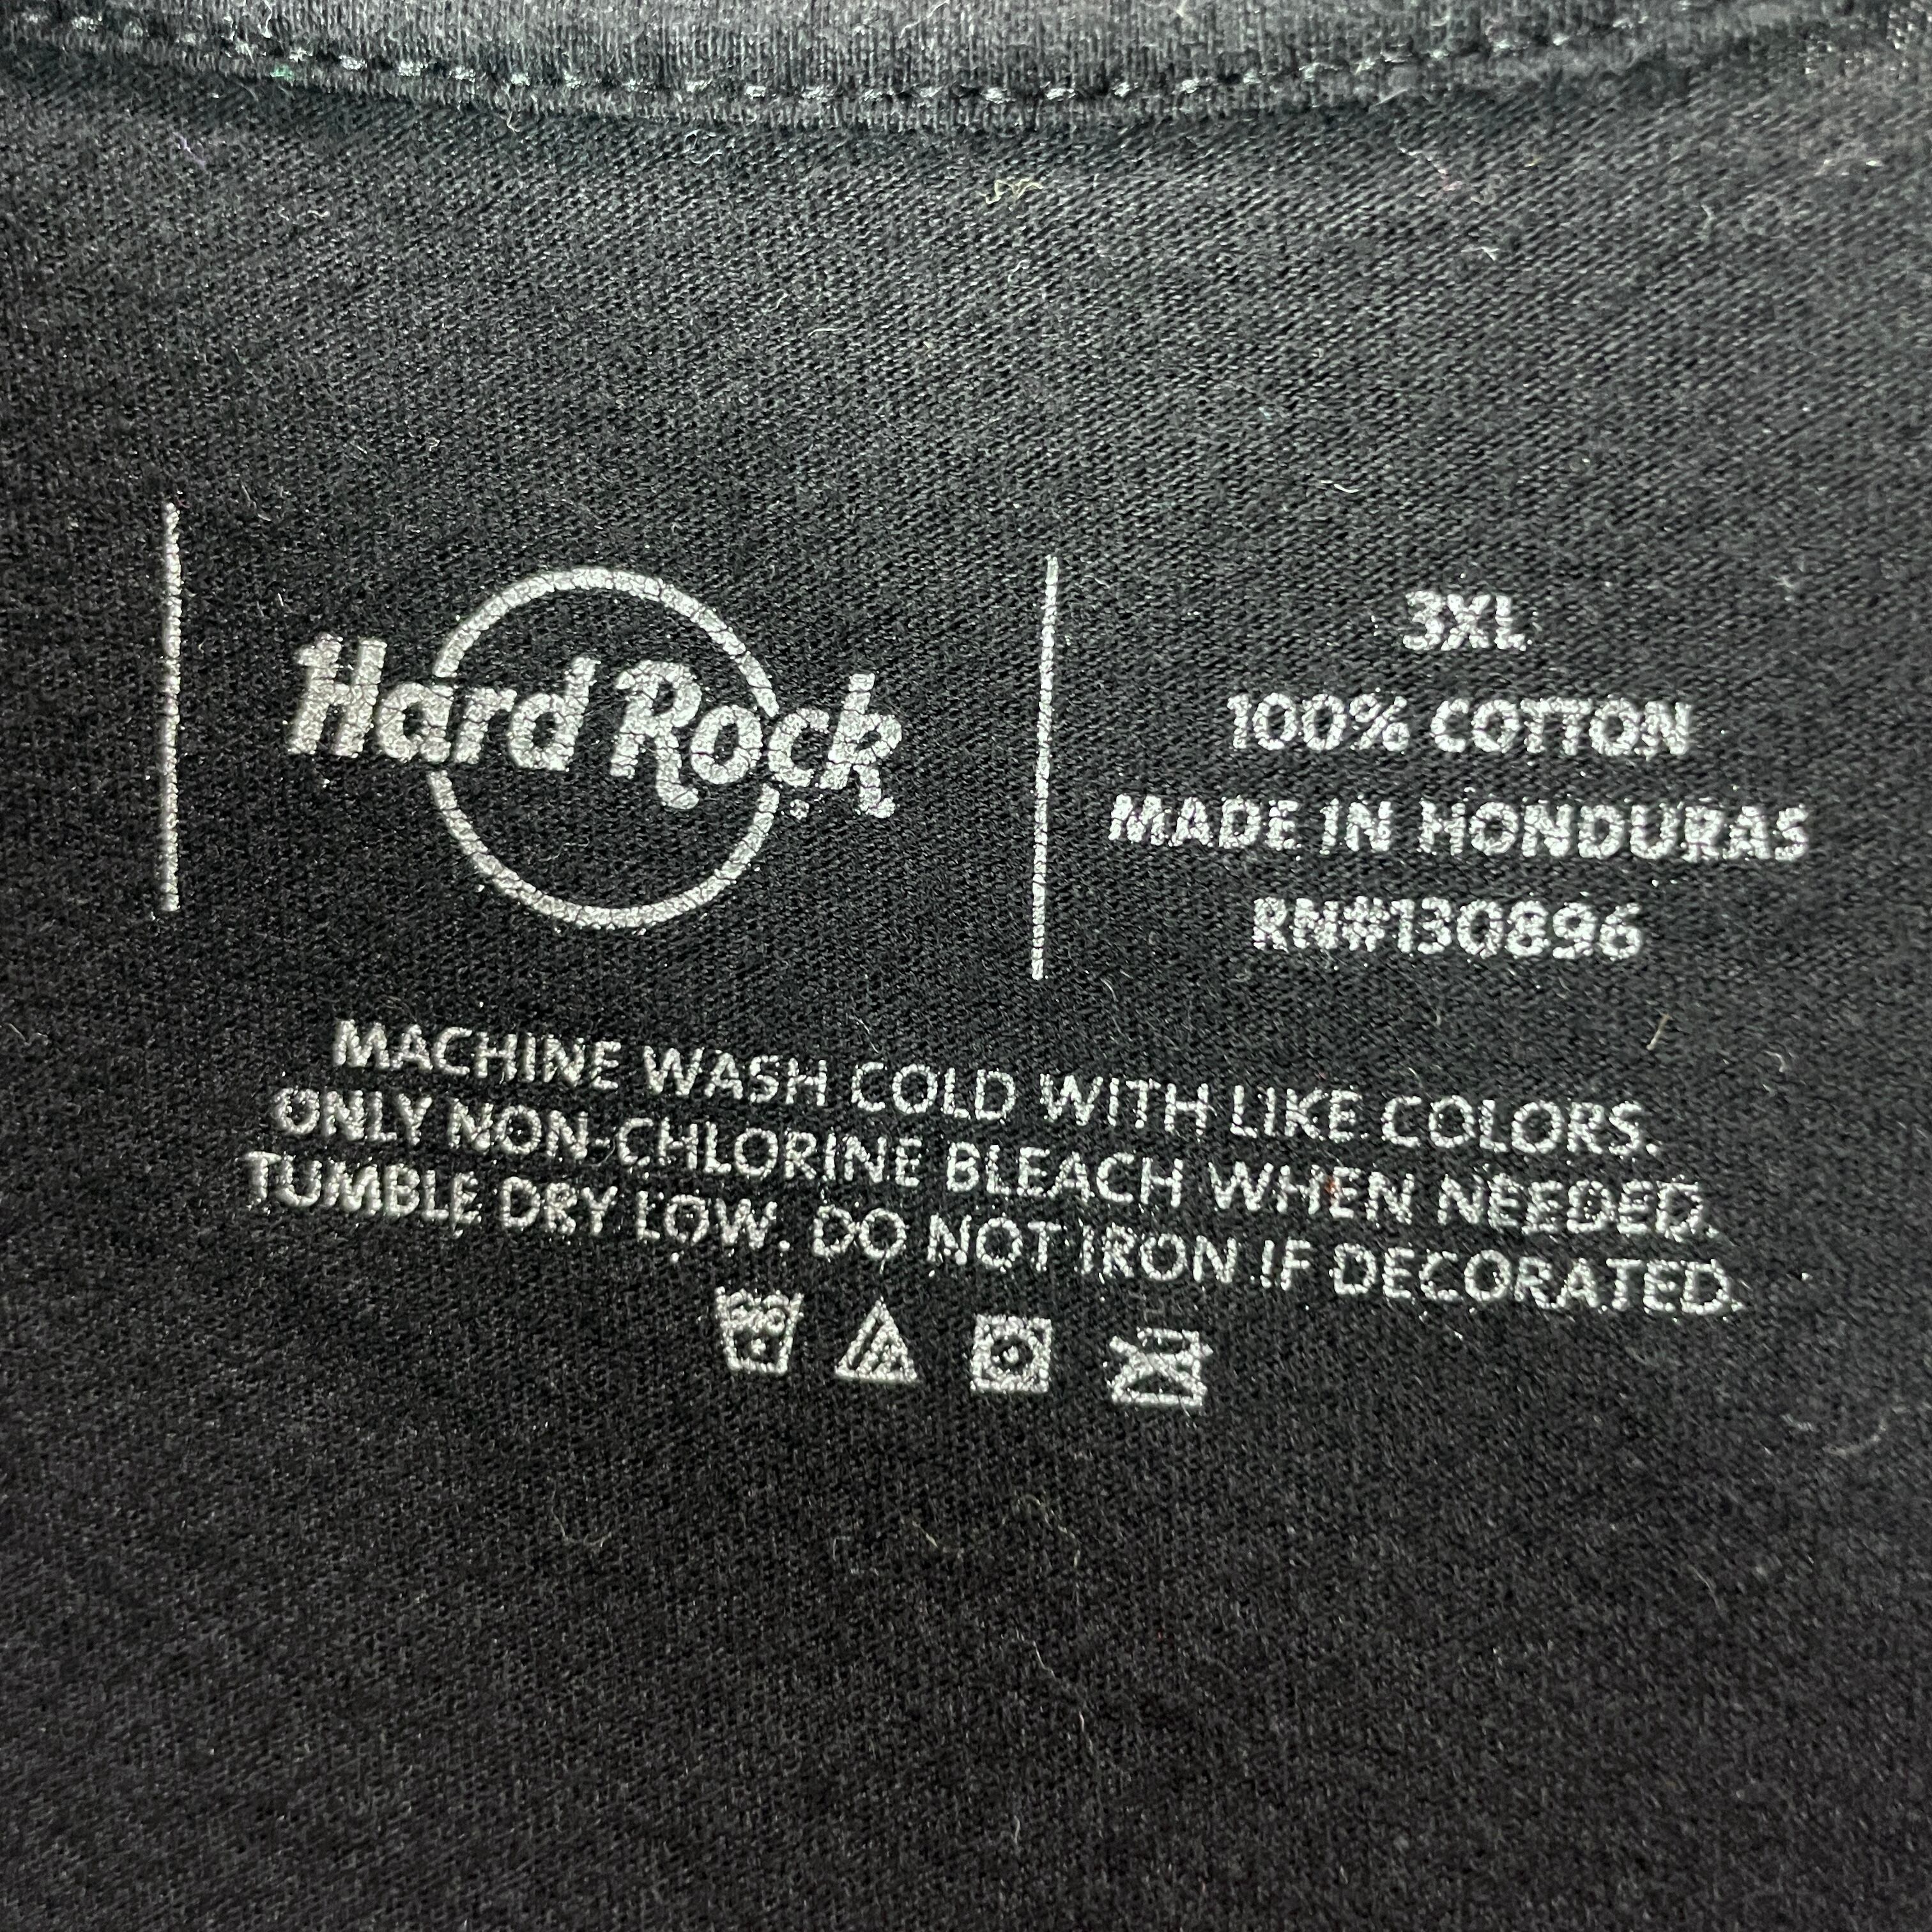 Hard Rock
3XL
100% COTTON
MADE IN HONDURAS
RN#130896
MACHINE WASH COLD WITH LIKE COLORS.
ONLY NON-CHLORINE BLEACH WHEN NEEDED.
TUMBLE DRY LOW. DO NOT IRON IF DECORATED.